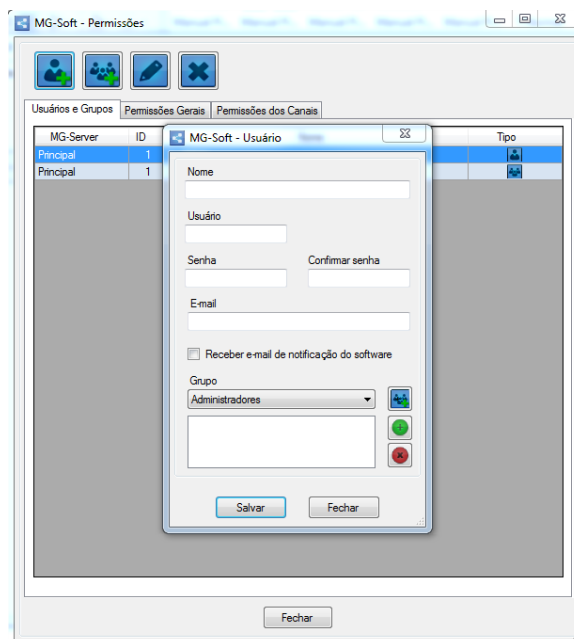 MG-Soft - Permissões
Usuários e Grupos Permissões Gerais Permissões dos Canais
MG-Server ID Tipo
Principal 1
Principal 1
MG-Soft - Usuário
Nome
Usuário
Senha Confirmar senha
E-mail
Receber e-mail de notificação do software
Grupo
Administradores
Salvar Fechar
Fechar